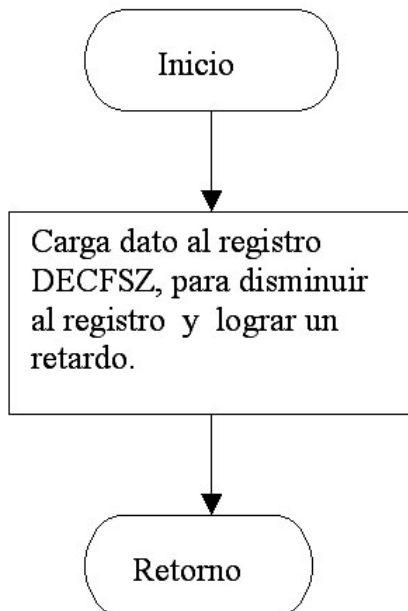 Inicio
Carga dato al registro
DECFSZ, para disminuir
al registro y lograr un
retardo.
Retorno